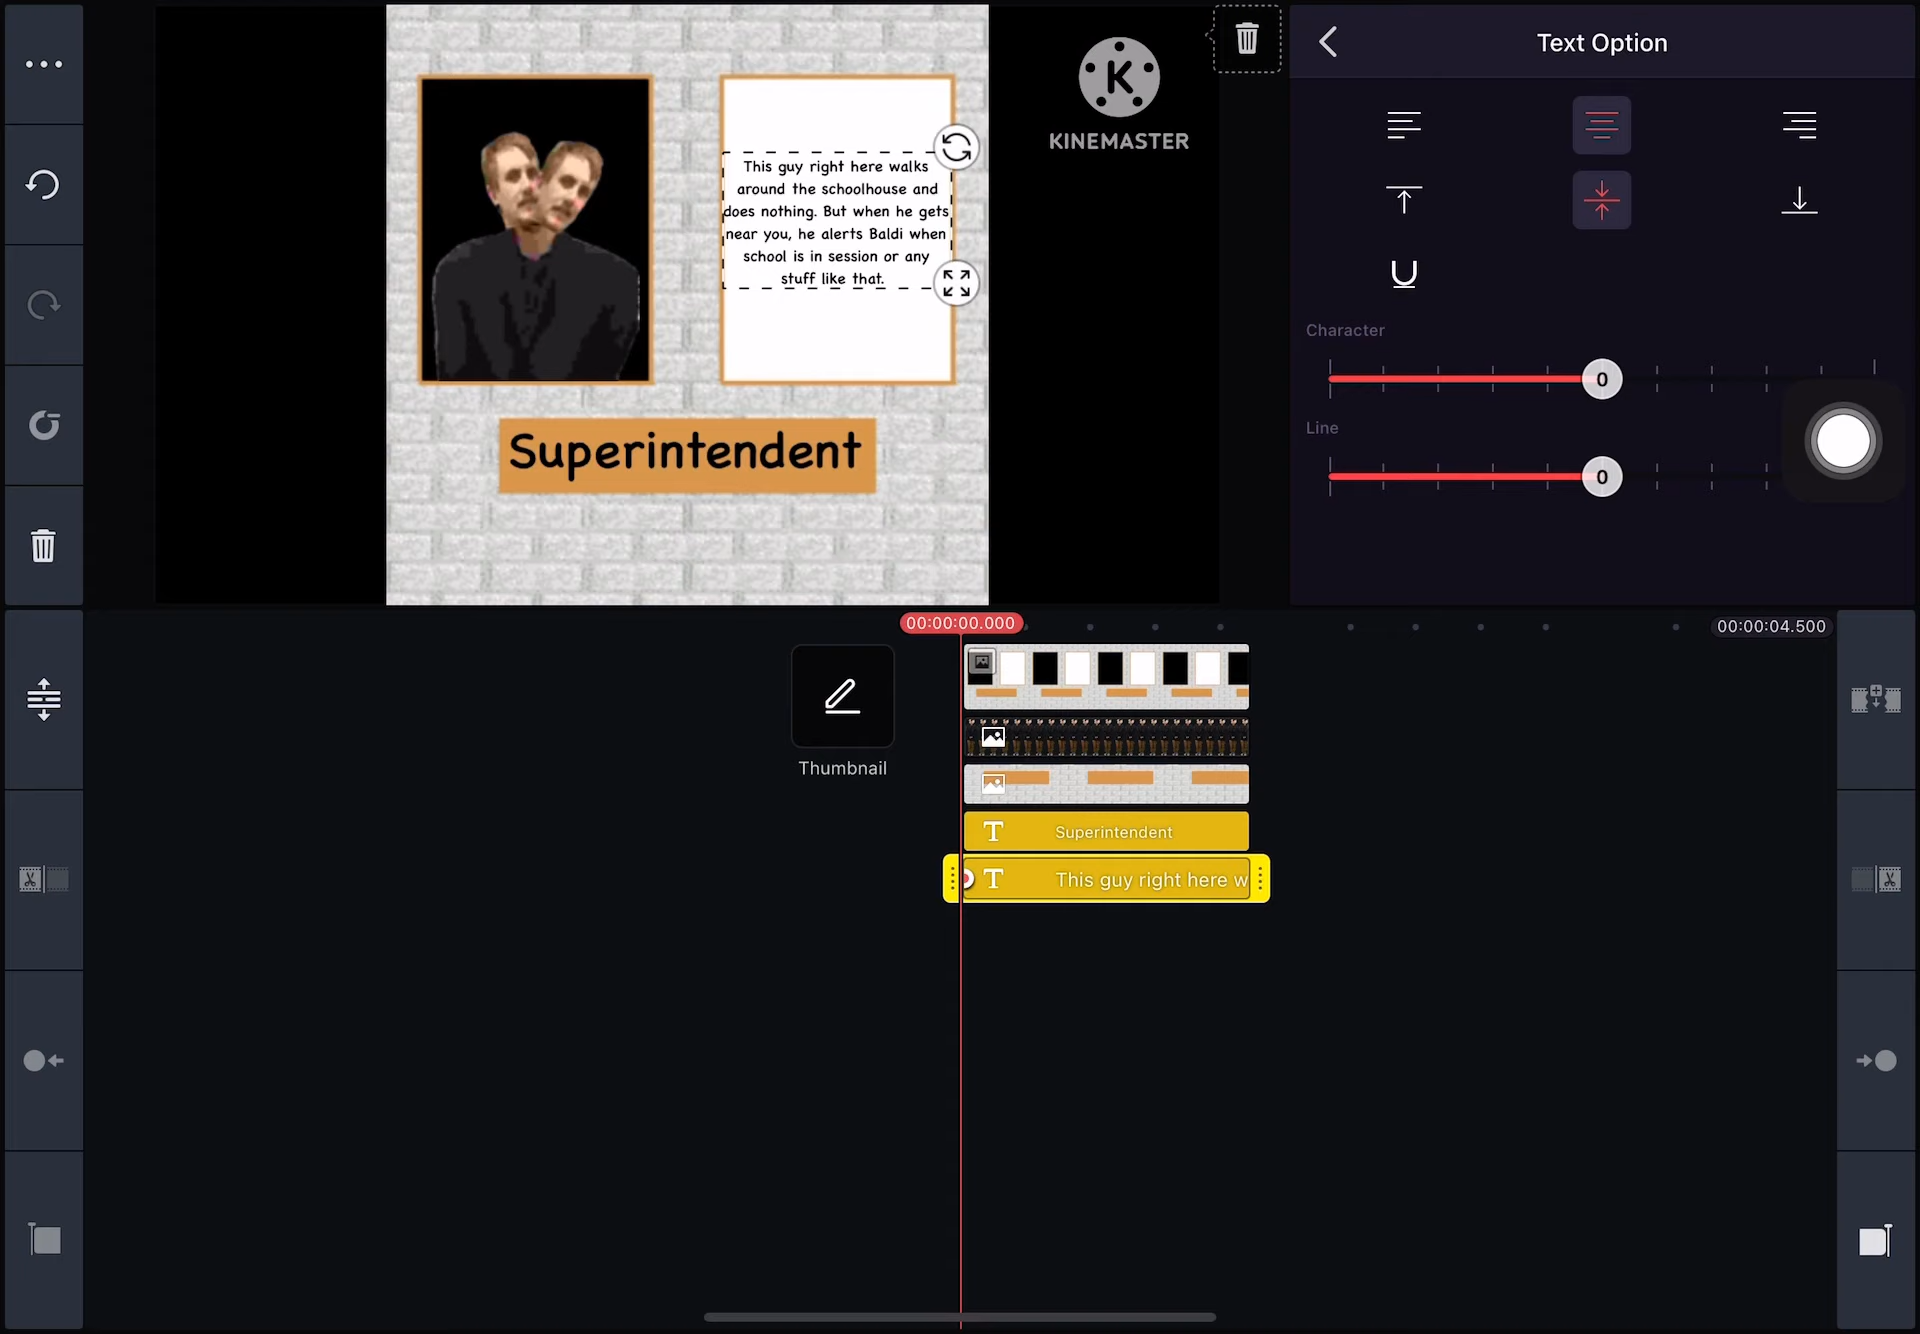 Text Option
K
KINEMASTER
This guy right here walks
around the schoolhouse and
does nothing. But when he gets
near you, he alerts Baldi when
school is in session or any
stuff like that.
Character
0
Line
0
Superintendent
00:00:00.000
00:00:04.500
Thumbnail
T Superintendent
T This guy right here w